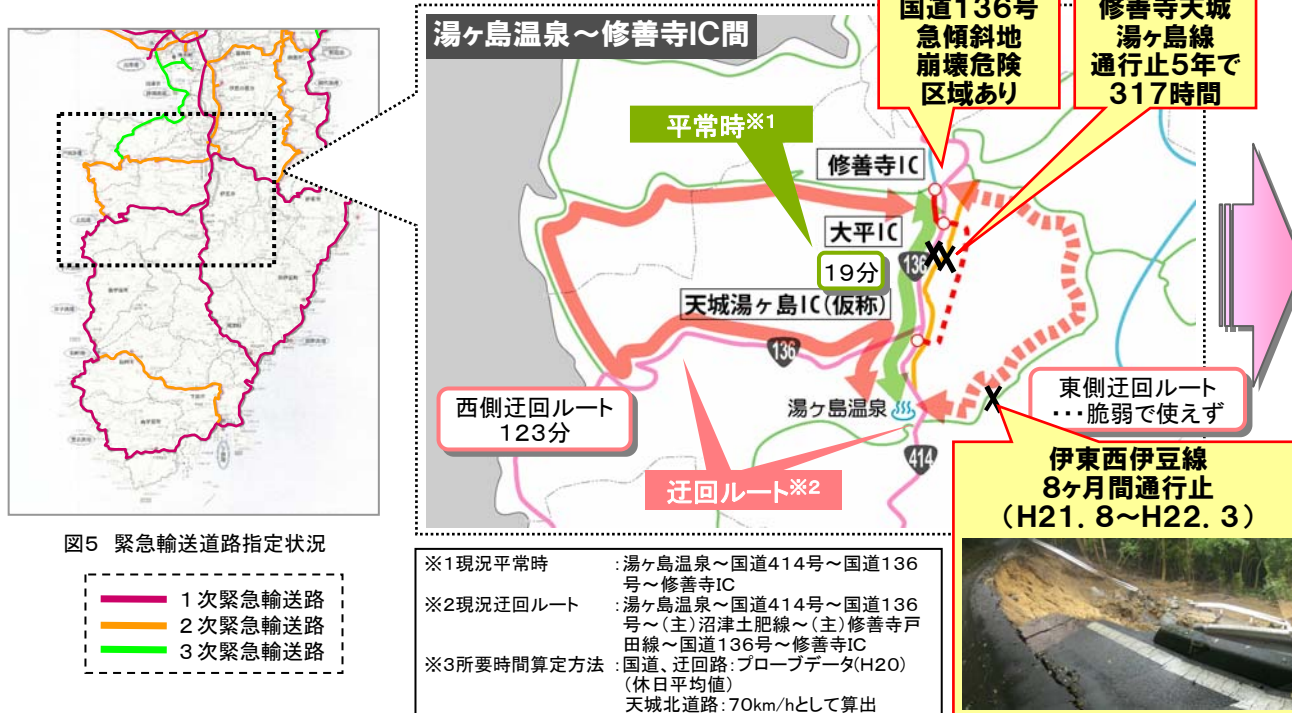 湯ヶ島温泉～修善寺IC間
国道136号
急傾斜地
崩壊危険
区域あり
修善寺天城
湯ヶ島線
通行止5年で
317時間
平常時※1
修善寺IC
大平IC
19分
136
天城湯ヶ島IC(仮称)
136
西側迂回ルート
123分
湯ヶ島温泉
東側迂回ルート
･･･脆弱で使えず
414
迂回ルート※2
伊東西伊豆線
8ヶ月間通行止
(H21.8～H22.3)
図5 緊急輸送道路指定状況
1次緊急輸送路
2次緊急輸送路
3次緊急輸送路
※1現況平常時 :湯ヶ島温泉～国道414号～国道136
号～修善寺IC
※2現況迂回ルート :湯ヶ島温泉～国道414号～国道136
号～(主)沼津土肥線～(主)修善寺戸
田線～国道136号～修善寺IC
※3所要時間算定方法 :国道、迂回路:プローブデータ(H20)
(休日平均値)
天城北道路:70km/hとして算出